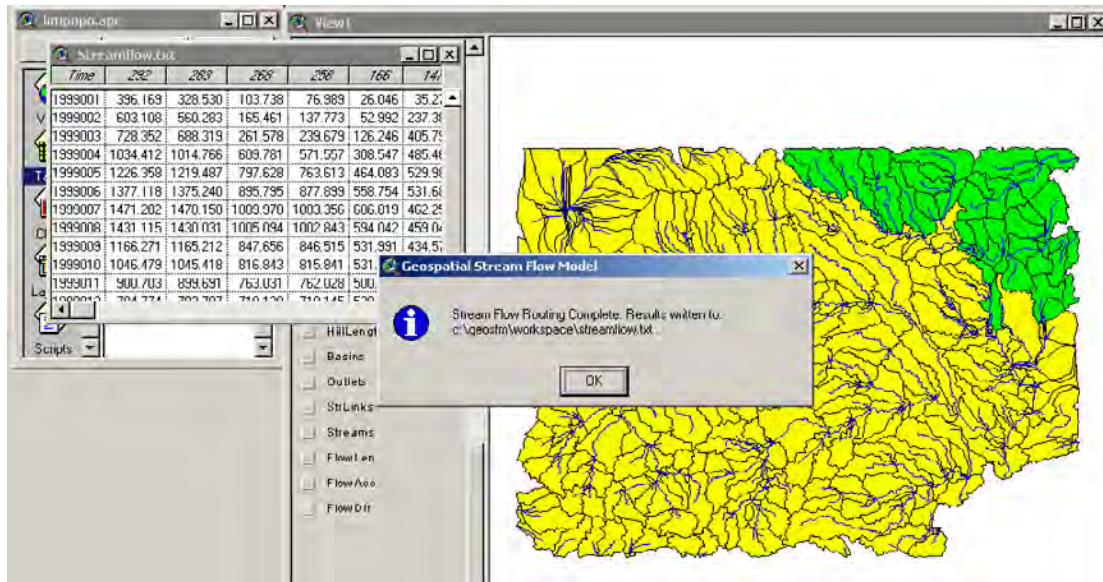 limpopo.apr
View1
Streamflow.txt
Time 292 283 268 258 166
1999001 396.169 328.530 103.738 76.989 26.046
1999002 603.108 560.283 165.461 137.773 52.992
1999003 728.352 688.319 261.578 239.679 126.246
1999004 1034.412 1014.766 609.781 571.557 308.547
1999005 1226.358 1219.487 797.628 763.613 464.083
1999006 1377.118 1375.240 895.795 877.899 558.754
1999007 1471.202 1470.150 1009.970 1003.356 606.019
1999008 1431.115 1430.031 1005.094 1002.843 594.042
1999009 1166.271 1165.212 847.656 846.515 531.991
1999010 1046.479 1045.418 816.843 815.841 531.
1999011 900.703 899.691 763.031 762.028 500.
Scripts
Geospatial Stream Flow Model
Stream Flow Routing Complete. Results written to:
c:\geosfm\workspace\streamflow.txt
OK
HillLengt
Basins
Outlets
StrLinks
Streams
FlowLen
FlowAcc
FlowDir